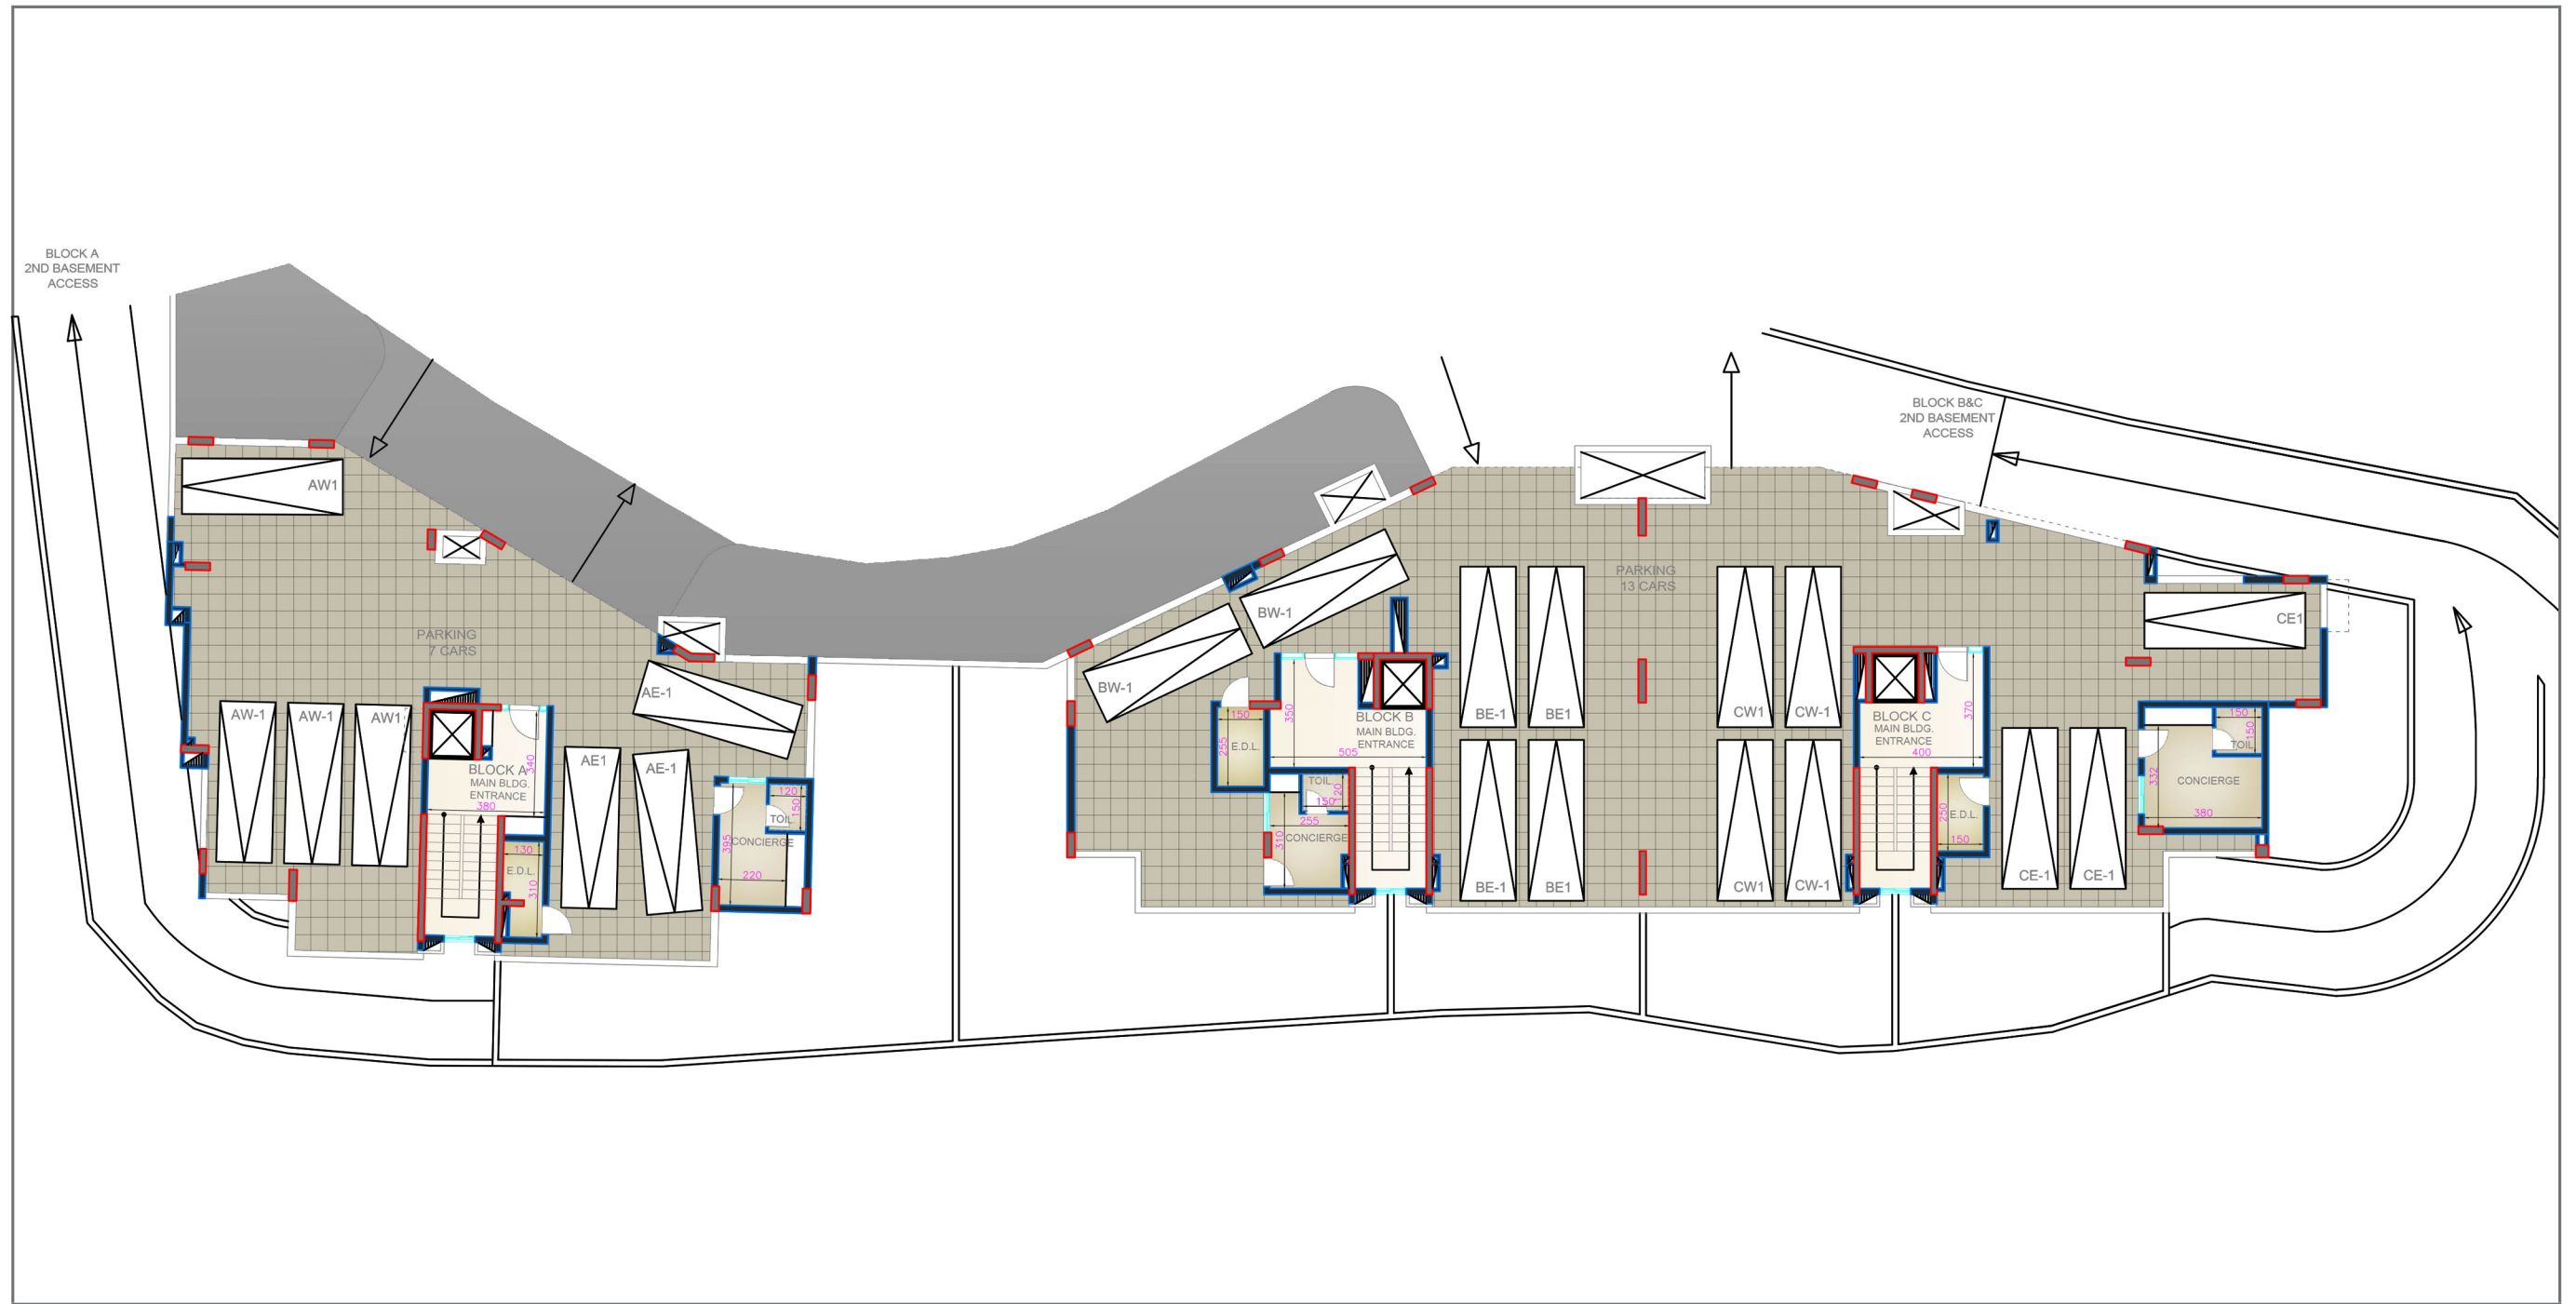 BLOCK A
2ND BASEMENT
ACCESS
AW1
PARKING
7 CARS
AW-1
AW-1
AW1
BLOCK A
MAIN BLDG.
ENTRANCE
340
380
130
E.D.L.
310
AE-1
AE1
AE-1
120
150
TOIL.
CONCIERGE
395
220
BW-1
BW-1
150
255
E.D.L.
350
BLOCK B
MAIN BLDG.
ENTRANCE
505
TOIL.
120
150
255
310
CONCIERGE
BE-1
BE1
BE-1
BE1
PARKING
13 CARS
CW1
CW-1
CW1
CW-1
BLOCK B&C
2ND BASEMENT
ACCESS
BLOCK C
MAIN BLDG.
ENTRANCE
370
400
250
E.D.L.
150
CE1
CE-1
CE-1
150
150
TOIL.
CONCIERGE
332
380